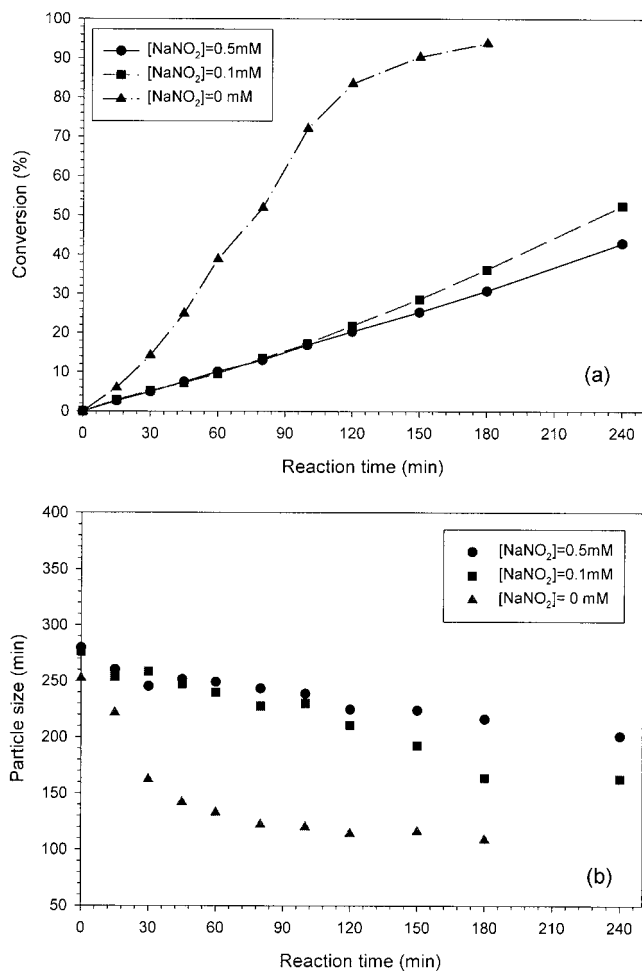 100
90
80
70
60
50
40
30
20
10
0
Conversion (%)
[NaNO2]=0.5mM
[NaNO2]=0.1mM
[NaNO2]=0 mM
(a)
0 30 60 90 120 150 180 210 240
Reaction time (min)
400
350
300
250
200
150
100
50
Particle size (min)
[NaNO2]=0.5mM
[NaNO2]=0.1mM
[NaNO2]= 0 mM
(b)
0 30 60 90 120 150 180 210 240
Reaction time (min)